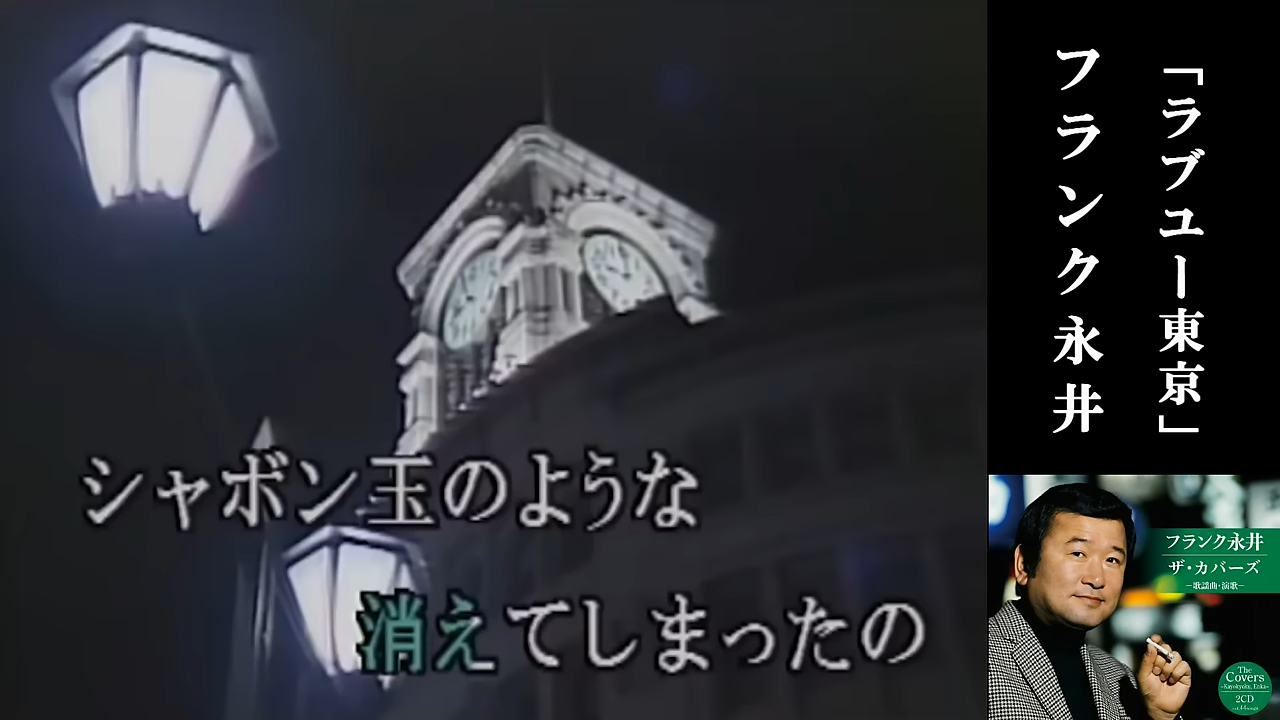 シャボン玉のような
消えてしまったの
「ラブユー東京」
フランク永井
フランク永井
ザ・カバーズ
−歌謡曲・演歌−
The
Covers
~Kayokyoku, Enka~
2CD